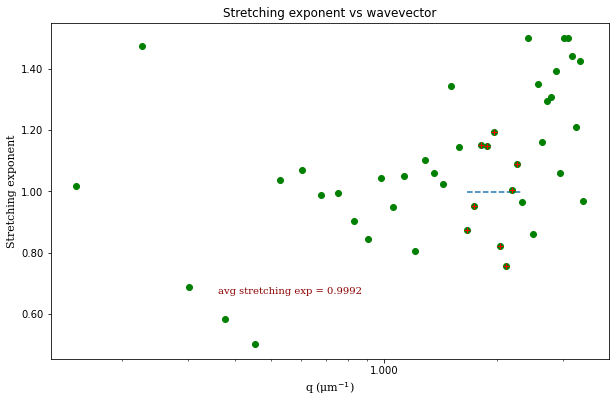 Stretching exponent vs wavevector
Stretching exponent
1.40
1.20
1.00
0.80
0.60
avg stretching exp = 0.9992
1.000
q (μm⁻¹)